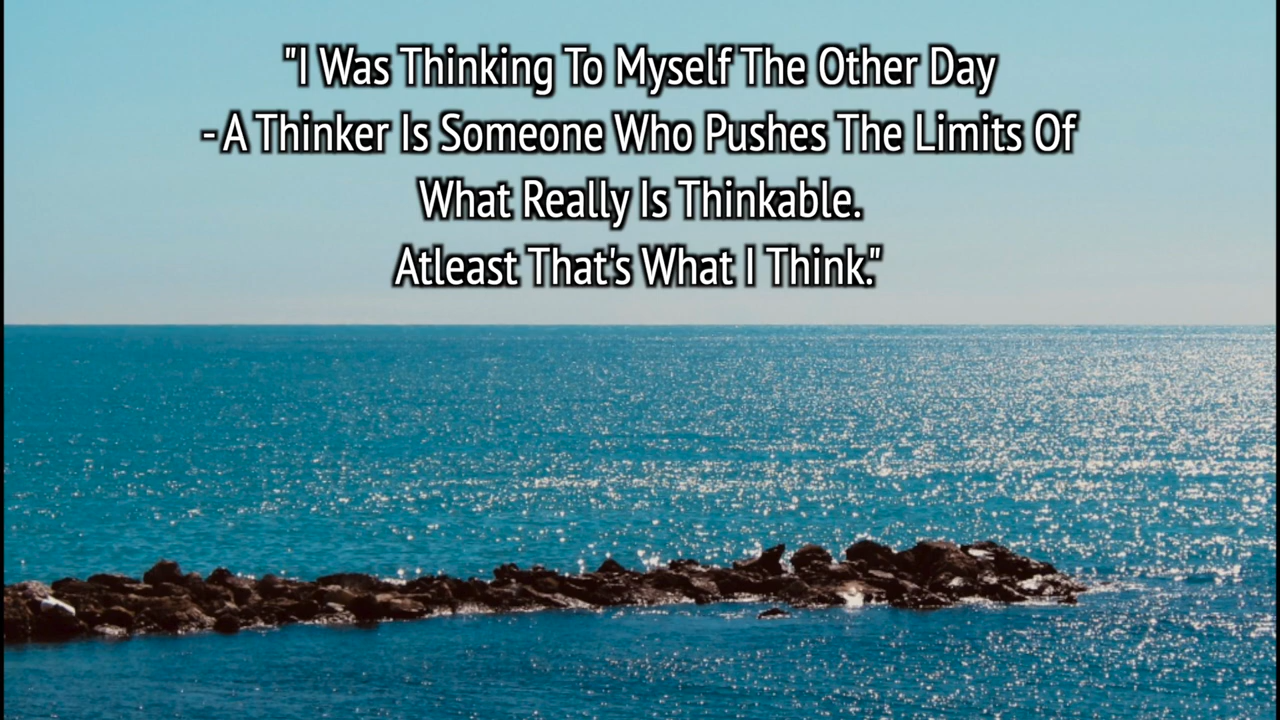 "I Was Thinking To Myself The Other Day
- A Thinker Is Someone Who Pushes The Limits Of
What Really Is Thinkable.
Atleast That's What I Think."